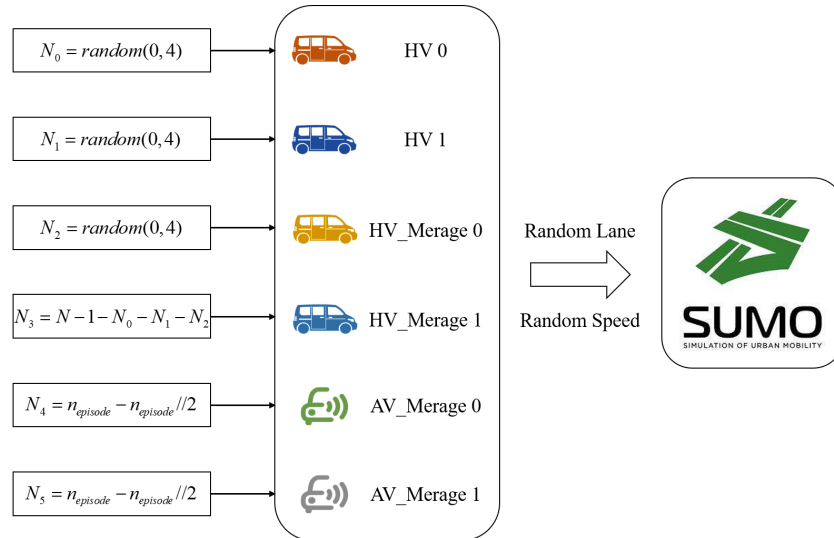 N_0 = random(0, 4)
HV 0
N_1 = random(0, 4)
HV 1
N_2 = random(0, 4)
HV_Merage 0
N_3 = N − 1 − N_0 − N_1 − N_2
HV_Merage 1
N_4 = n_episode − n_episode//2
AV_Merage 0
N_5 = n_episode − n_episode//2
AV_Merage 1
Random Lane
Random Speed
SUMO
SIMULATION OF URBAN MOBILITY